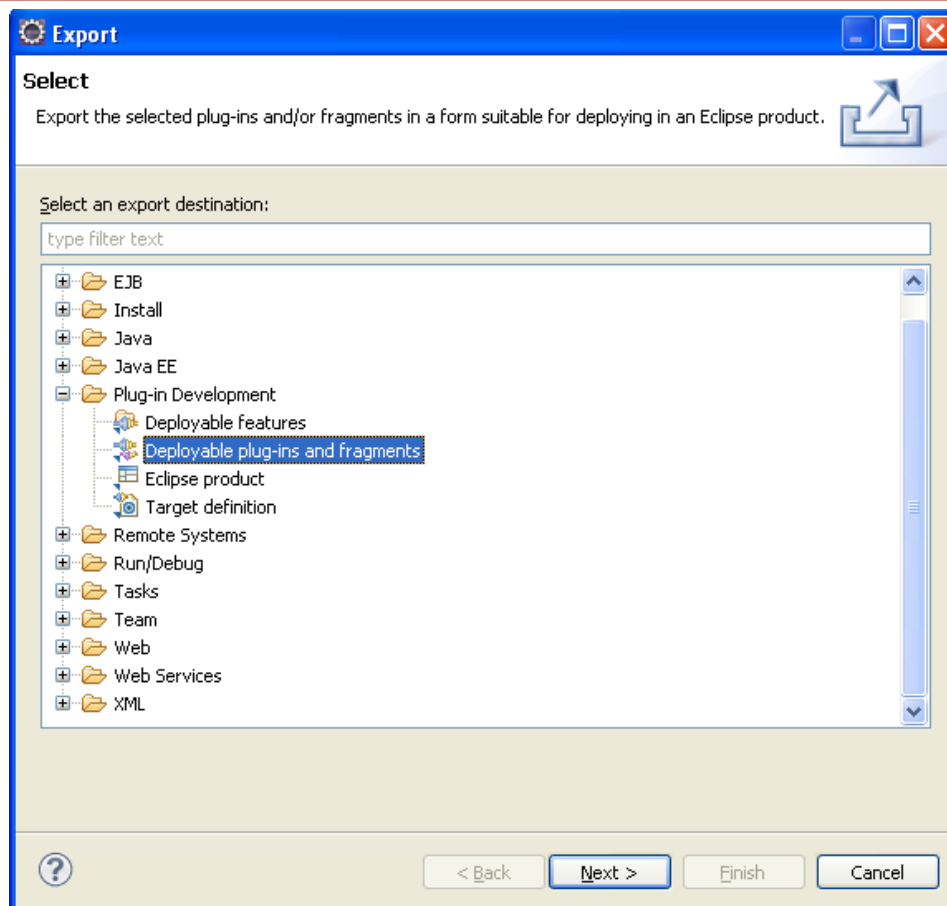 Export
Select
Export the selected plug-ins and/or fragments in a form suitable for deploying in an Eclipse product.
Select an export destination:
type filter text
EJB
Install
Java
Java EE
Plug-in Development
Deployable features
Deployable plug-ins and fragments
Eclipse product
Target definition
Remote Systems
Run/Debug
Tasks
Team
Web
Web Services
XML
< Back Next > Finish Cancel